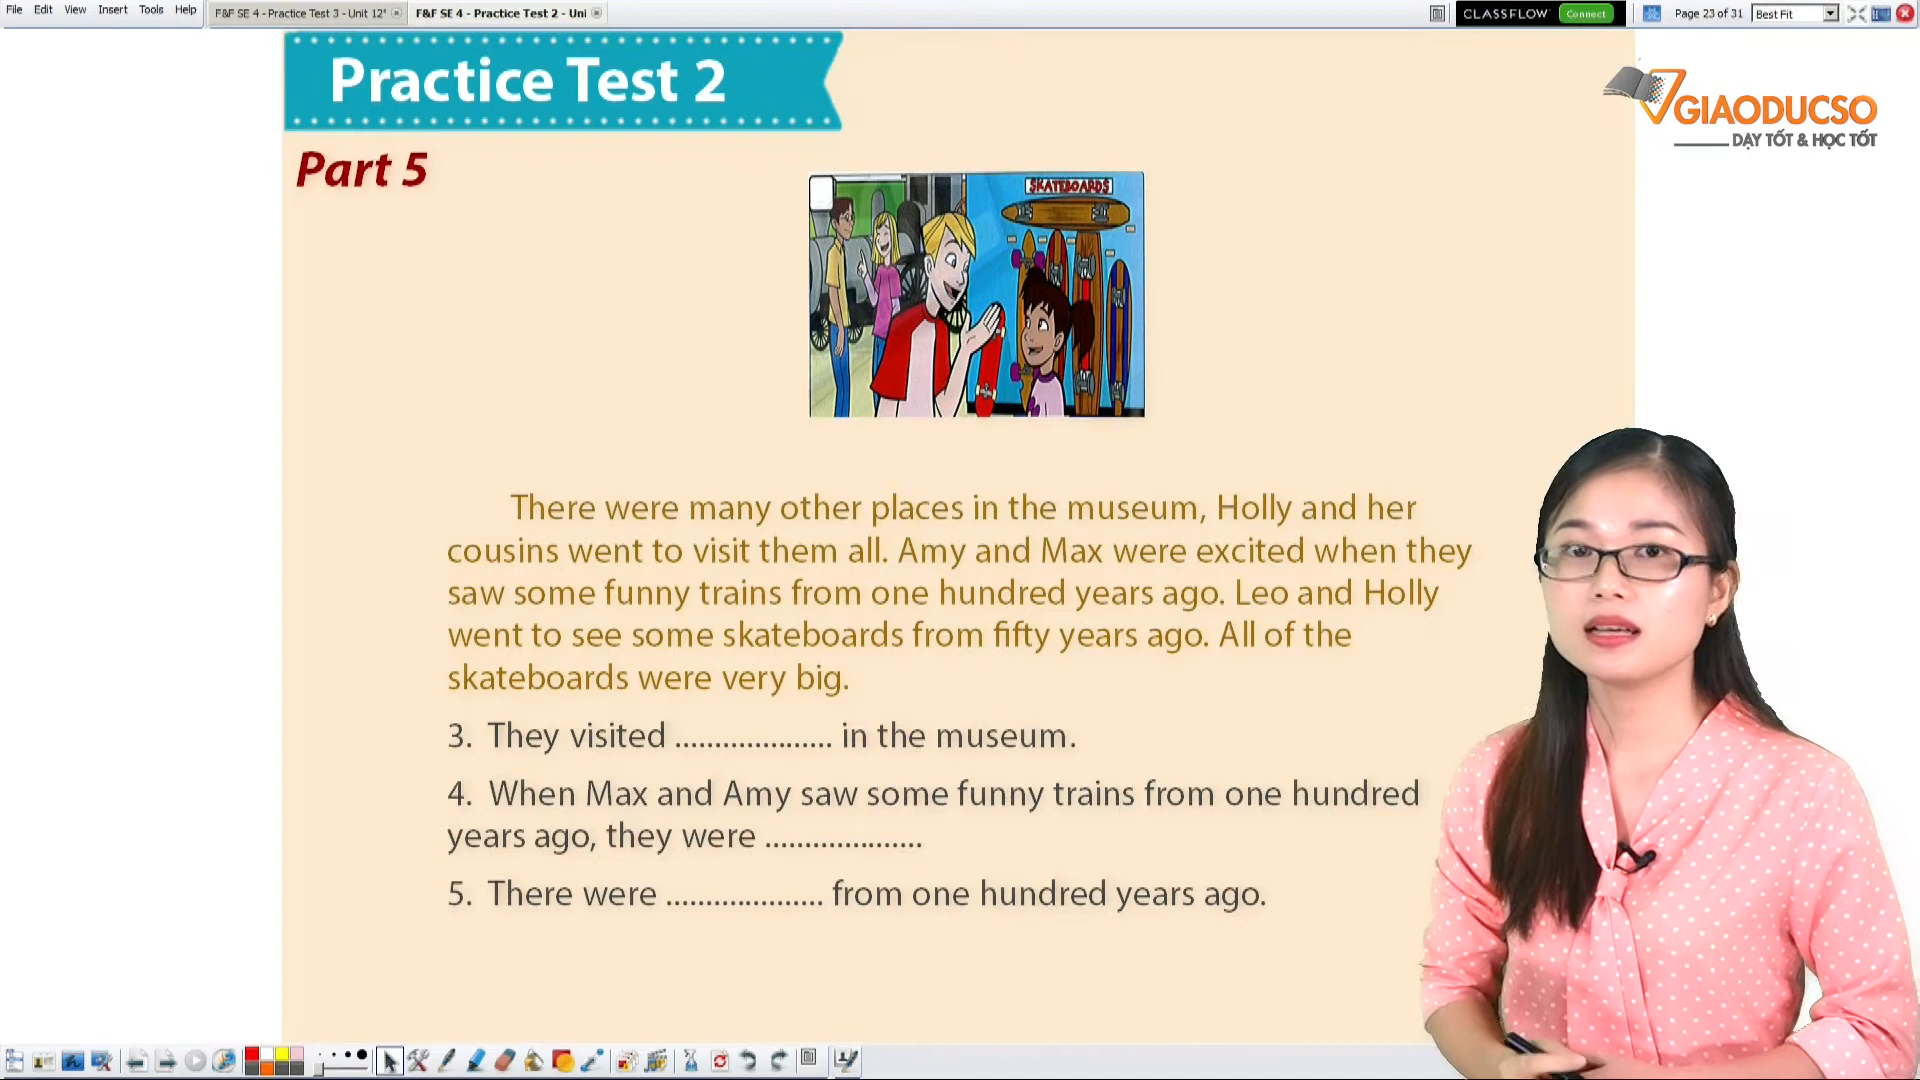 File Edit View Insert Tools Help
F&F SE 4 - Practice Test 3 - Unit 12*
F&F SE 4 - Practice Test 2 - Uni
CLASSFLOW Connect
Page 23 of 31
Best Fit
Practice Test 2
GIAODUCSO
DẠY TỐT & HỌC TỐT
Part 5
SKATEBOARDS
There were many other places in the museum, Holly and her
cousins went to visit them all. Amy and Max were excited when they
saw some funny trains from one hundred years ago. Leo and Holly
went to see some skateboards from fifty years ago. All of the
skateboards were very big.
3. They visited .................... in the museum.
4. When Max and Amy saw some funny trains from one hundred
years ago, they were ....................
5. There were .................... from one hundred years ago.